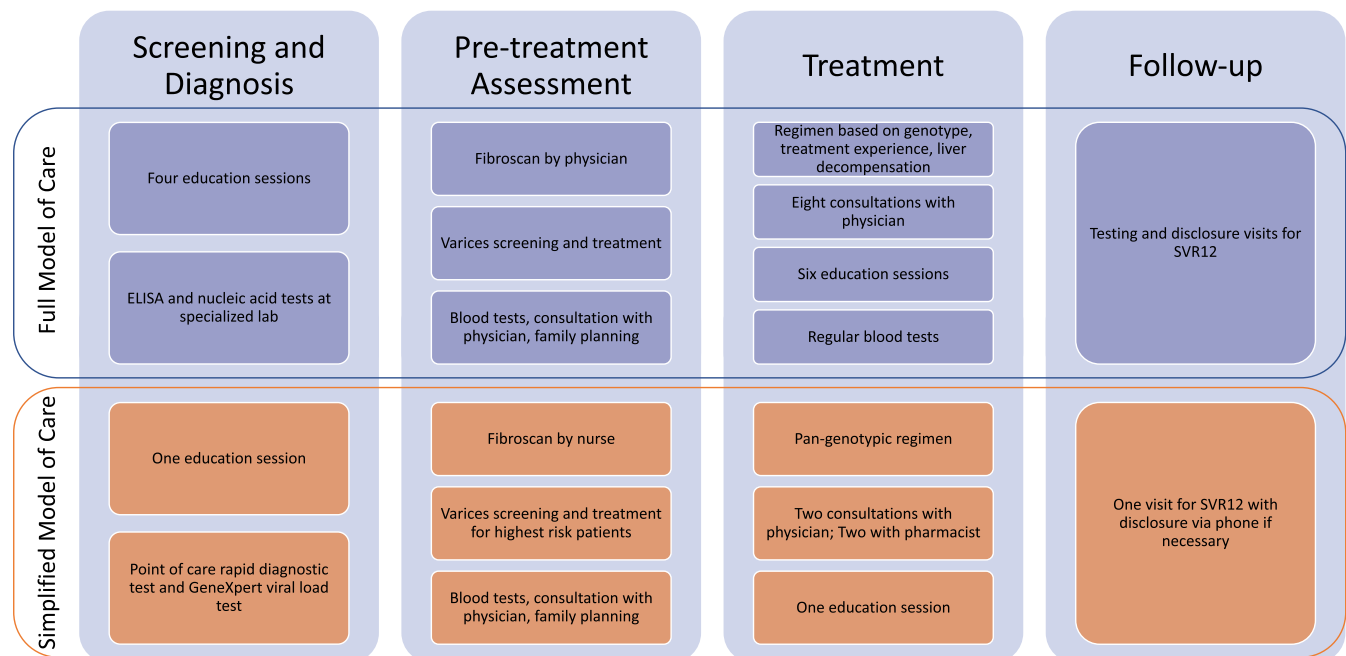 Screening and
Diagnosis
Pre-treatment
Assessment
Treatment
Follow-up
Full Model of Care
Four education sessions
ELISA and nucleic acid tests at
specialized lab
Fibroscan by physician
Varices screening and treatment
Blood tests, consultation with
physician, family planning
Regimen based on genotype,
treatment experience, liver
decompensation
Eight consultations with
physician
Six education sessions
Regular blood tests
Testing and disclosure visits for
SVR12
Simplified Model of Care
One education session
Point of care rapid diagnostic
test and GeneXpert viral load
test
Fibroscan by nurse
Varices screening and treatment
for highest risk patients
Blood tests, consultation with
physician, family planning
Pan-genotypic regimen
Two consultations with
physician; Two with pharmacist
One education session
One visit for SVR12 with
disclosure via phone if
necessary